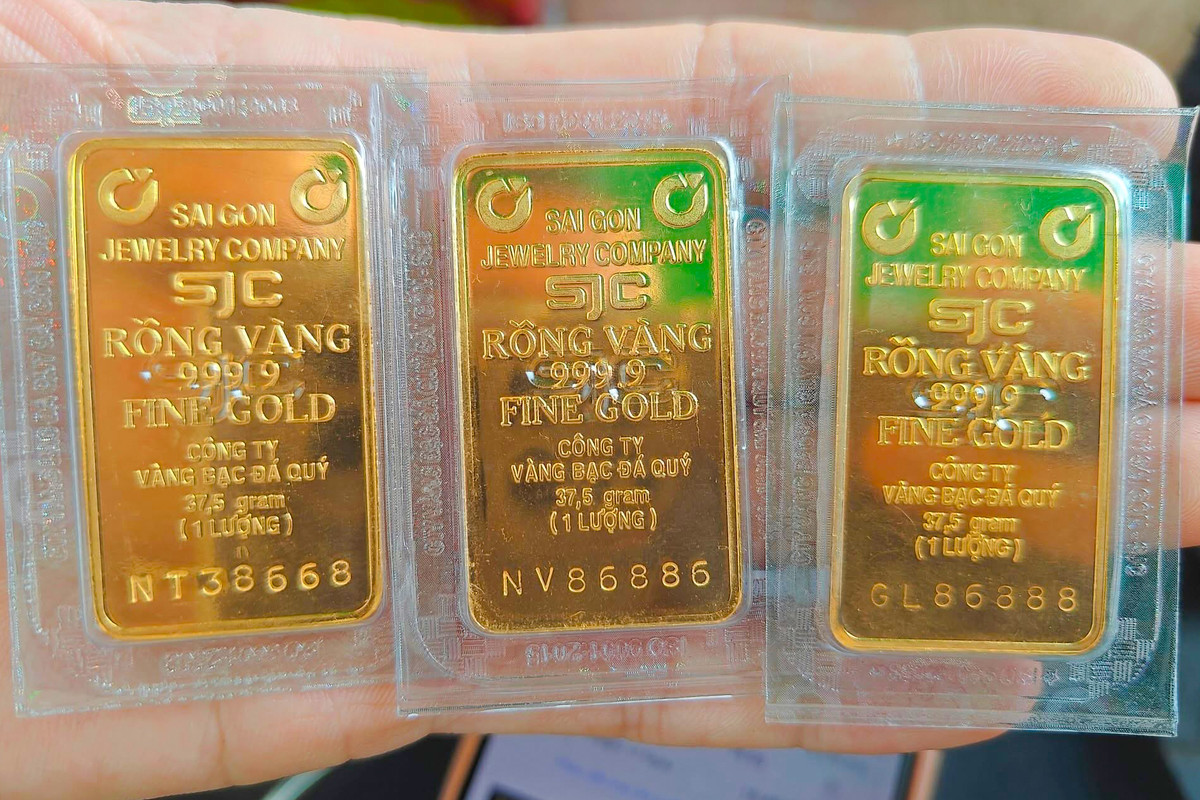 SAI GON
JEWELRY COMPANY
SJC
RỒNG VÀNG
999.9
FINE GOLD
CÔNG TY
VÀNG BẠC ĐÁ QUÝ
37,5 gram
(1 LƯỢNG)
NT38668
SAI GON
JEWELRY COMPANY
SJC
RỒNG VÀNG
999.9
FINE GOLD
CÔNG TY
VÀNG BẠC ĐÁ QUÝ
37,5 gram
(1 LƯỢNG)
NV86886
SAI GON
JEWELRY COMPANY
SJC
RỒNG VÀNG
999.9
FINE GOLD
CÔNG TY
VÀNG BẠC ĐÁ QUÝ
37,5 gram
(1 LƯỢNG)
GL86888